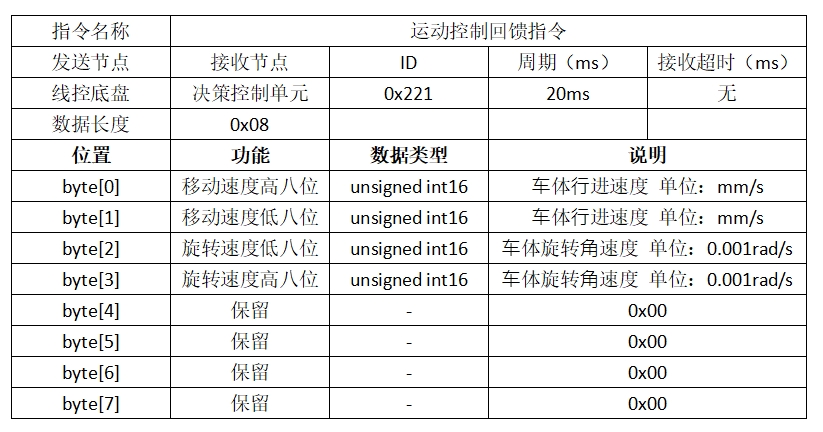 指令名称 运动控制回馈指令
发送节点 接收节点 ID 周期（ms） 接收超时（ms）
线控底盘 决策控制单元 0x221 20ms 无
数据长度 0x08
位置 功能 数据类型 说明
byte[0] 移动速度高八位 unsigned int16 车体行进速度 单位：mm/s
byte[1] 移动速度低八位 unsigned int16 车体行进速度 单位：mm/s
byte[2] 旋转速度低八位 unsigned int16 车体旋转角速度 单位：0.001rad/s
byte[3] 旋转速度高八位 unsigned int16 车体旋转角速度 单位：0.001rad/s
byte[4] 保留 - 0x00
byte[5] 保留 - 0x00
byte[6] 保留 - 0x00
byte[7] 保留 - 0x00